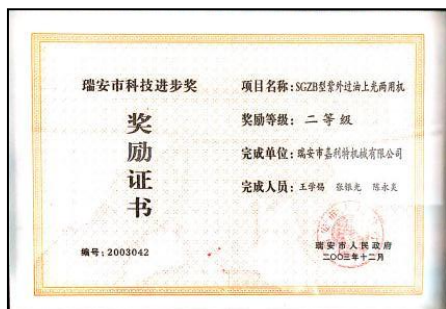 瑞安市科技进步奖
奖励证书
编号:2003042
项目名称:SGZB型紫外过油上光两用机
奖励等级:二等级
完成单位:瑞安市嘉利特机械有限公司
完成人员:王学锡 张银光 陈永炎
瑞安市人民政府
二〇〇三年十二月